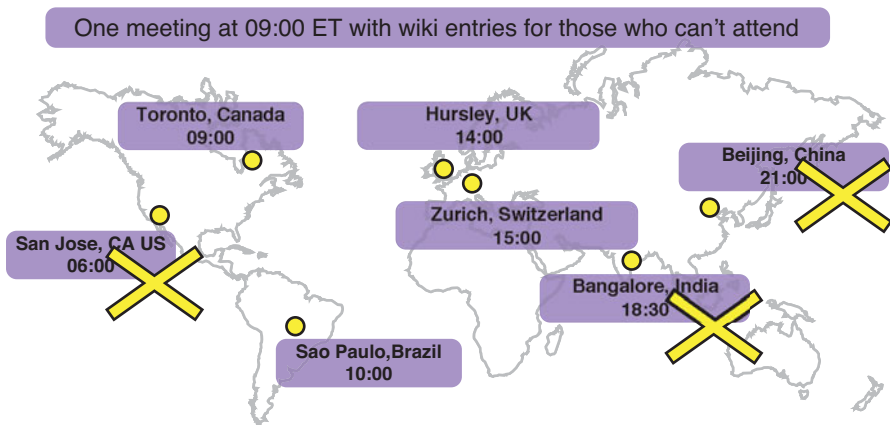 One meeting at 09:00 ET with wiki entries for those who can't attend
Toronto, Canada
09:00
Hursley, UK
14:00
Beijing, China
21:00
Zurich, Switzerland
15:00
San Jose, CA US
06:00
Bangalore, India
18:30
Sao Paulo,Brazil
10:00